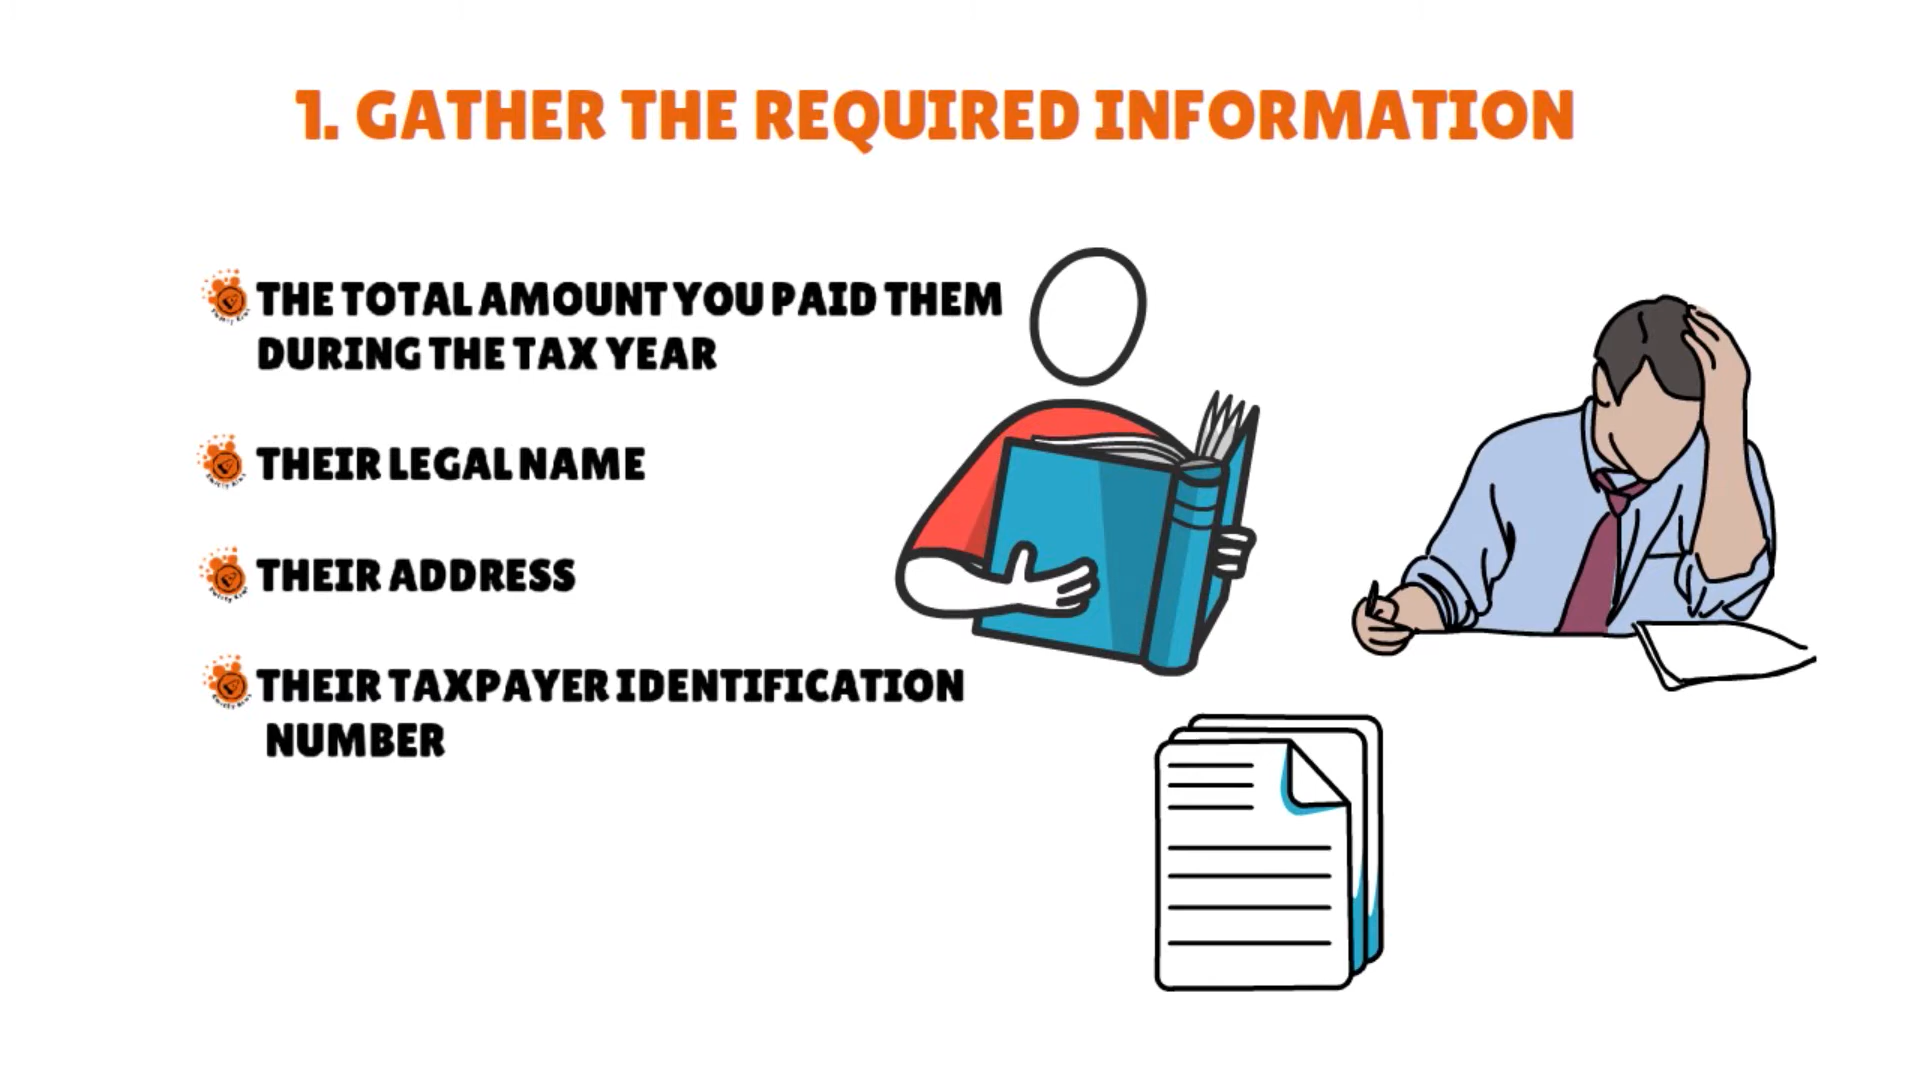 1. GATHER THE REQUIRED INFORMATION
THE TOTAL AMOUNT YOU PAID THEM
DURING THE TAX YEAR
THEIR LEGAL NAME
THEIR ADDRESS
THEIR TAXPAYER IDENTIFICATION
NUMBER